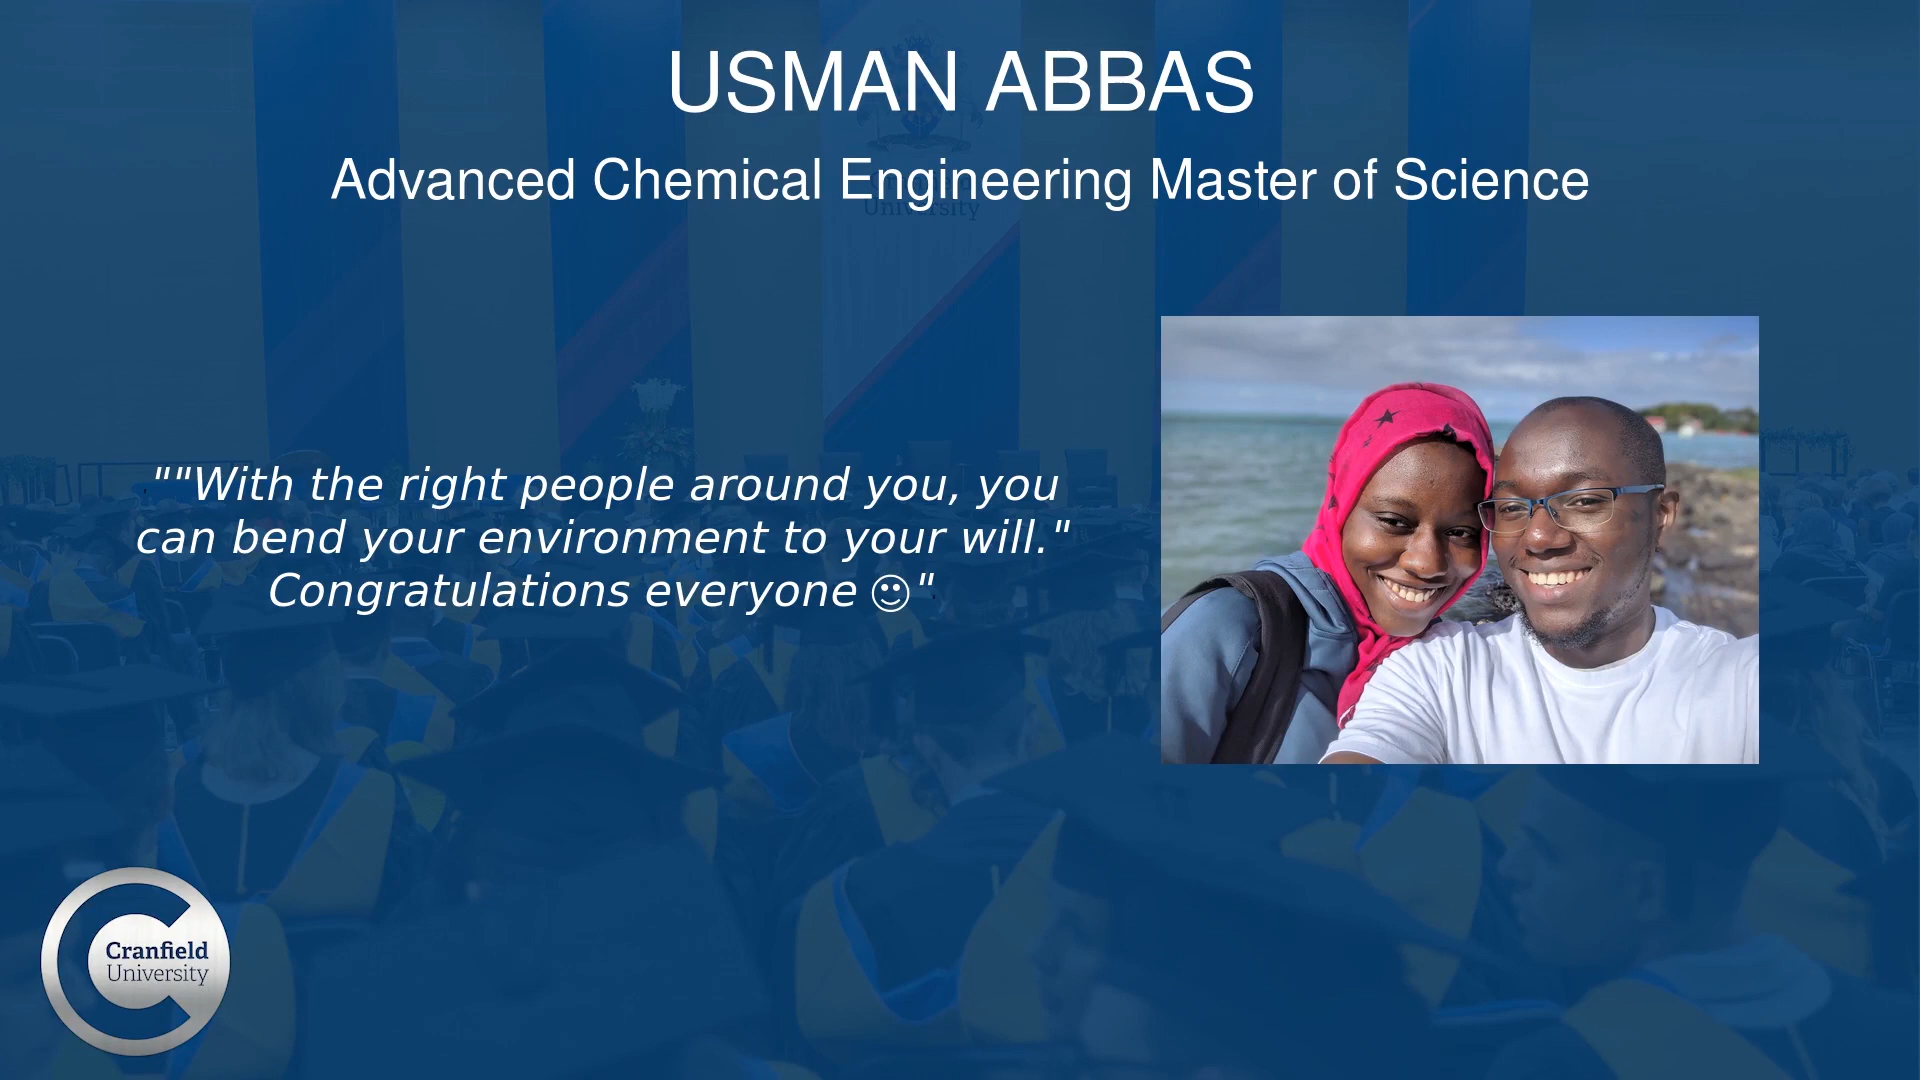 USMAN ABBAS
Advanced Chemical Engineering Master of Science
University
""With the right people around you, you
can bend your environment to your will."
Congratulations everyone ☺"
Cranfield
University